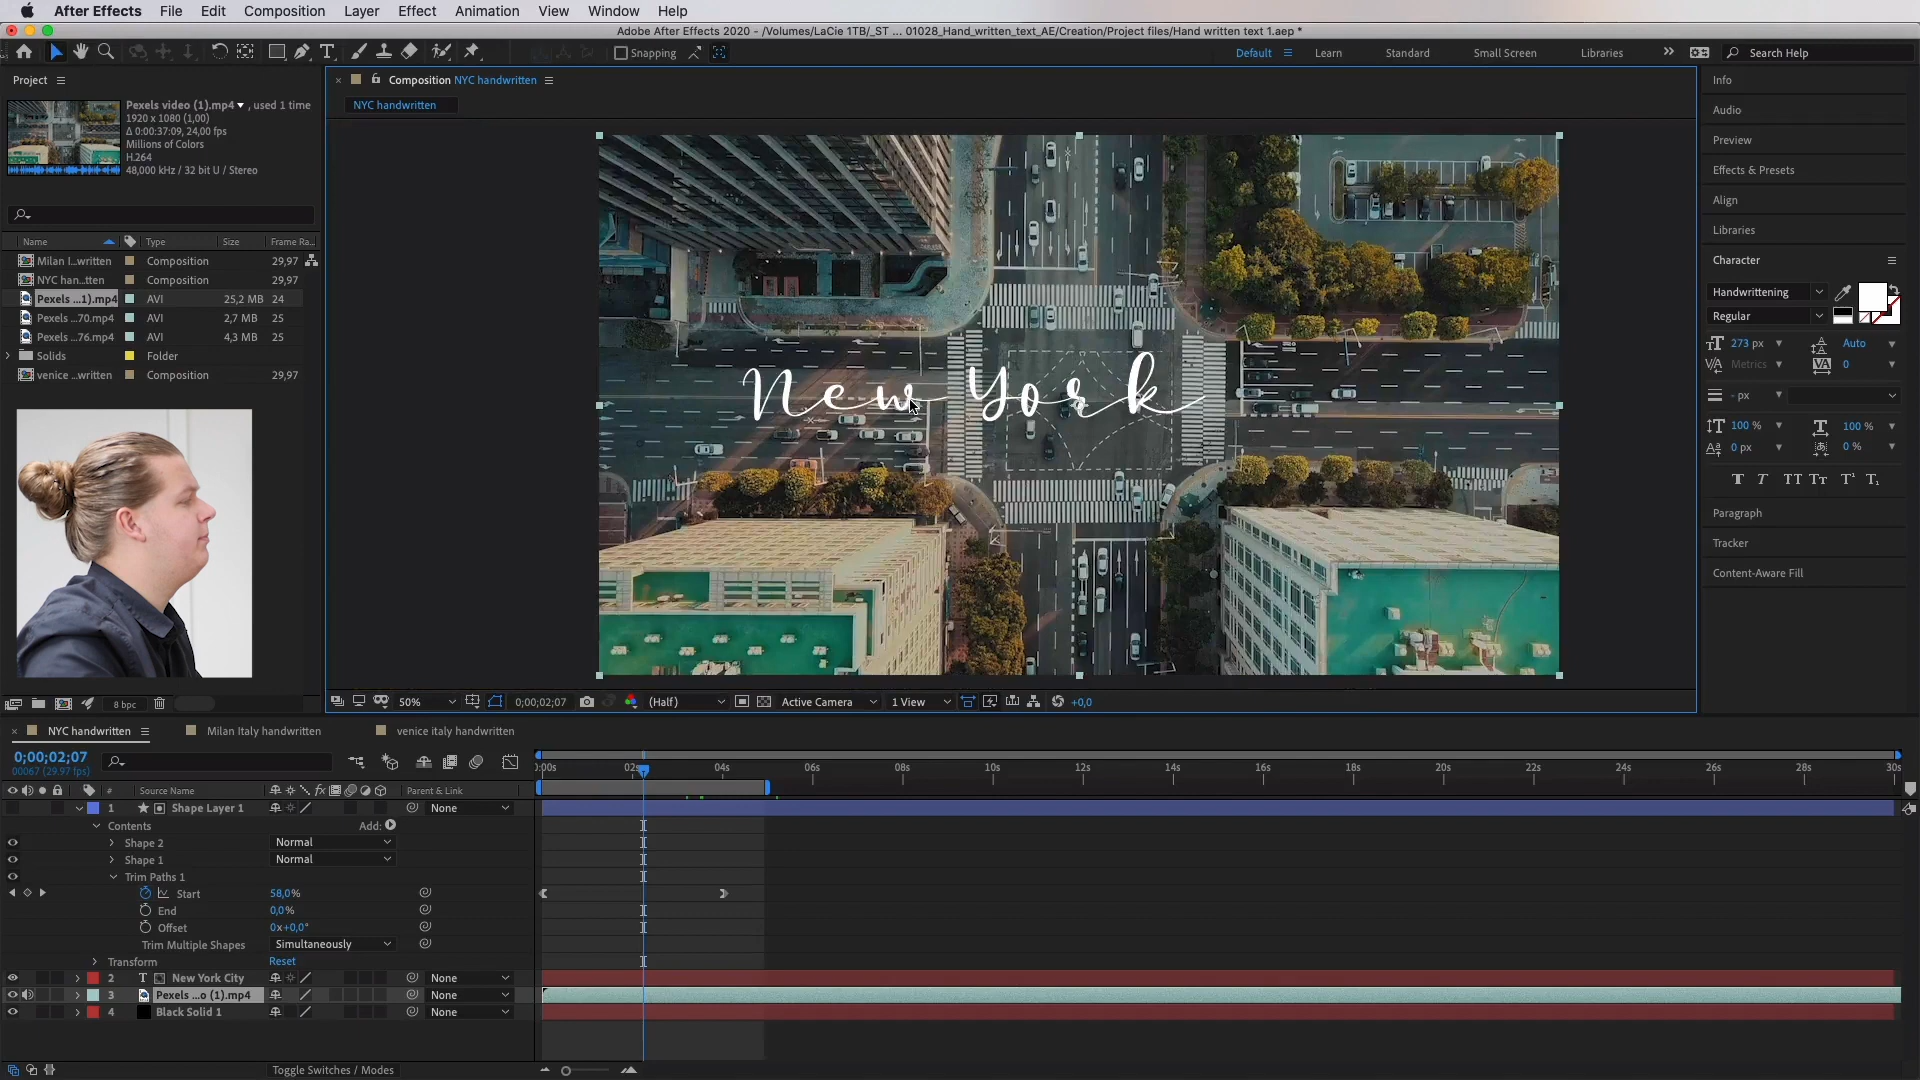 After Effects File Edit Composition Layer Effect Animation View Window Help
Adobe After Effects 2020 - /Volumes/LaCie 1TB/_ST ... 01028_Hand_written_text_AE/Creation/Project files/Hand written text 1.aep *
Snapping
Default Learn Standard Small Screen Libraries Search Help
Project
Pexels video (1).mp4 , used 1 time
1920 x 1080 (1,00)
Δ 0:00:37:09, 24,00 fps
Millions of Colors
H.264
48,000 kHz / 32 bit U / Stereo
Name Type Size Frame Ra...
Milan I...written Composition 29,97
NYC han...tten Composition 29,97
Pexels ...1).mp4 AVI 25,2 MB 24
Pexels ...70.mp4 AVI 2,7 MB 25
Pexels ...76.mp4 AVI 4,3 MB 25
Solids Folder
venice ...written Composition 29,97
8 bpc
Composition NYC handwritten
NYC handwritten
New York
50% 0;00;02;07 (Half) Active Camera 1 View +0,0
Info
Audio
Preview
Effects & Presets
Align
Libraries
Character
Handwrittening
Regular
273 px Auto
Metrics 0
- px
100 % 100 %
0 px 0 %
T T TT Tт T¹ T₁
Paragraph
Tracker
Content-Aware Fill
NYC handwritten Milan Italy handwritten venice italy handwritten
0;00;02;07
00067 (29.97 fps)
):00s 02s 04s 06s 08s 10s 12s 14s 16s 18s 20s 22s 24s 26s 28s 30s
# Source Name fx Parent & Link
1 Shape Layer 1 None
Contents Add:
Shape 2 Normal
Shape 1 Normal
Trim Paths 1
Start 58,0%
End 0,0%
Offset 0x+0,0°
Trim Multiple Shapes Simultaneously
Transform Reset
2 T New York City None
3 Pexels ...o (1).mp4 None
4 Black Solid 1 None
Toggle Switches / Modes